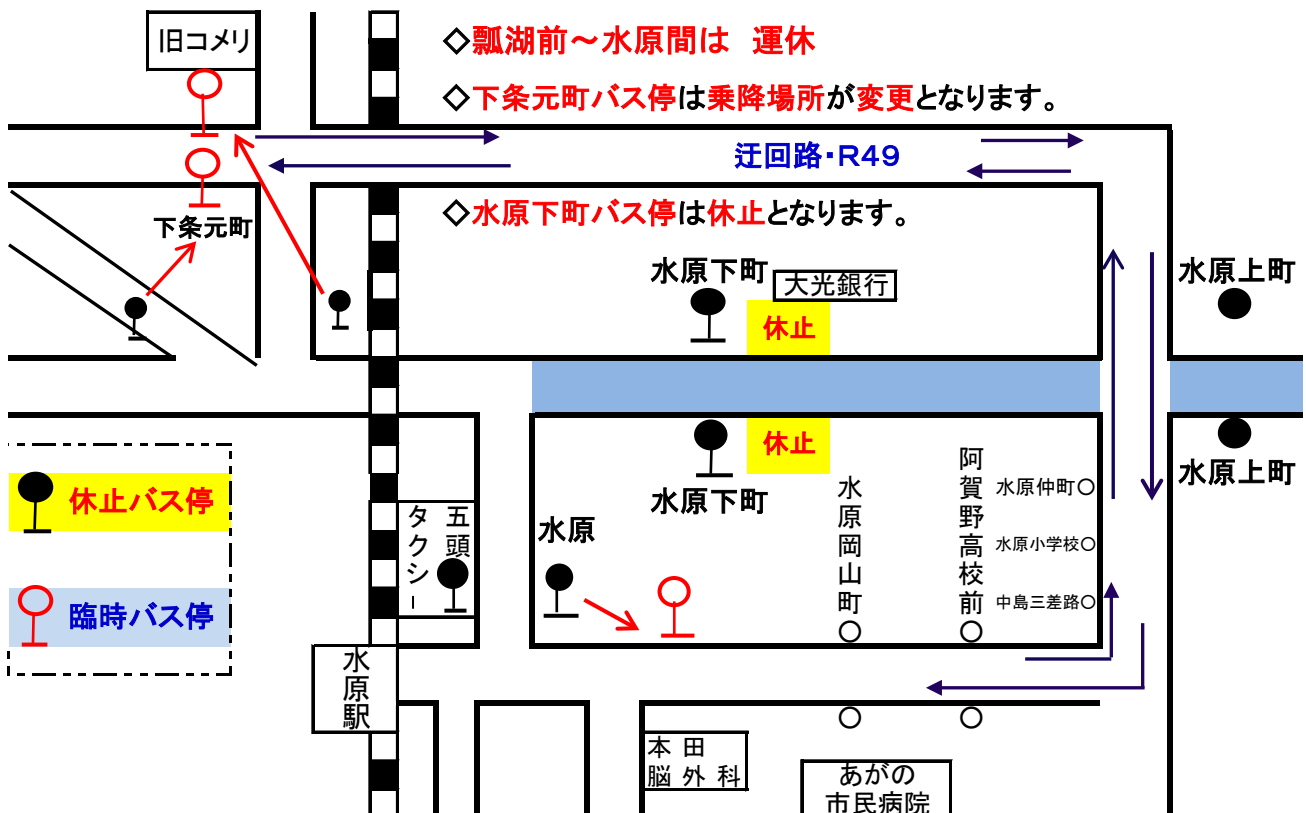 旧コメリ
◇瓢湖前～水原間は 運休
◇下条元町バス停は乗降場所が変更となります。
迂回路・R49
◇水原下町バス停は休止となります。
下条元町
水原下町
大光銀行
水原上町
休止
休止
水原下町
水原上町
休止バス停
臨時バス停
五頭
タクシー
水原
水原岡山町
阿賀野高校前
水原仲町
水原小学校
中島三差路
水原駅
本田
脳外科
あがの
市民病院